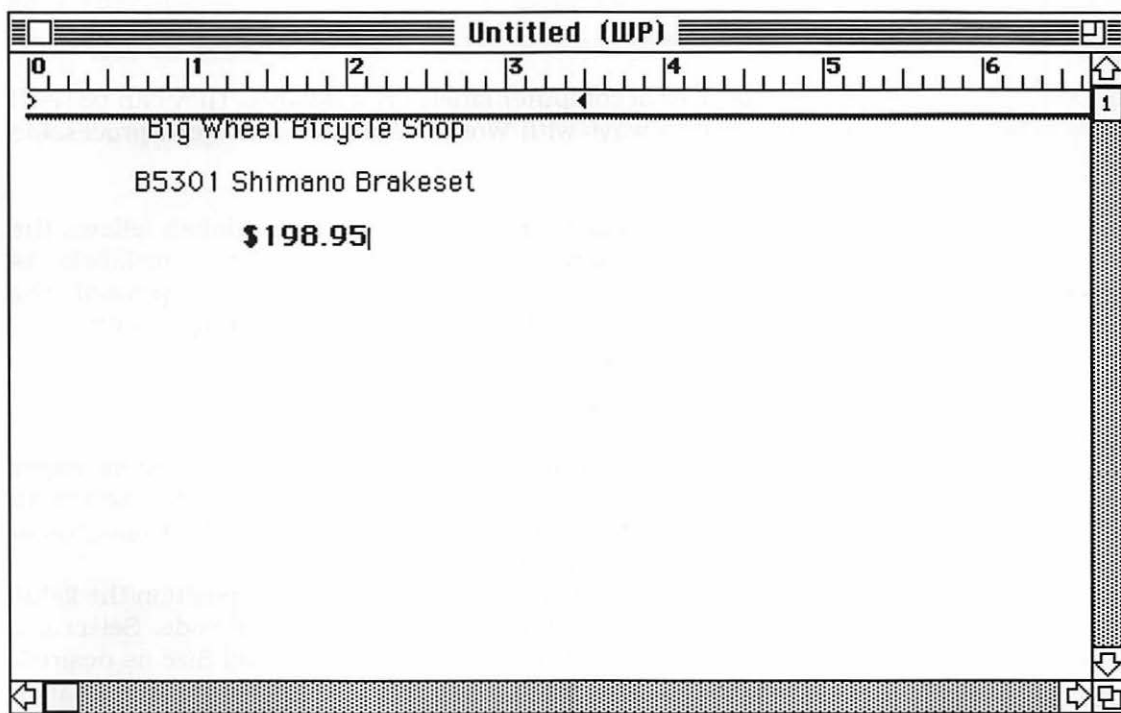 Untitled (WP)
0 1 2 3 4 5 6
1
Big Wheel Bicycle Shop
B5301 Shimano Brakeset
$198.95